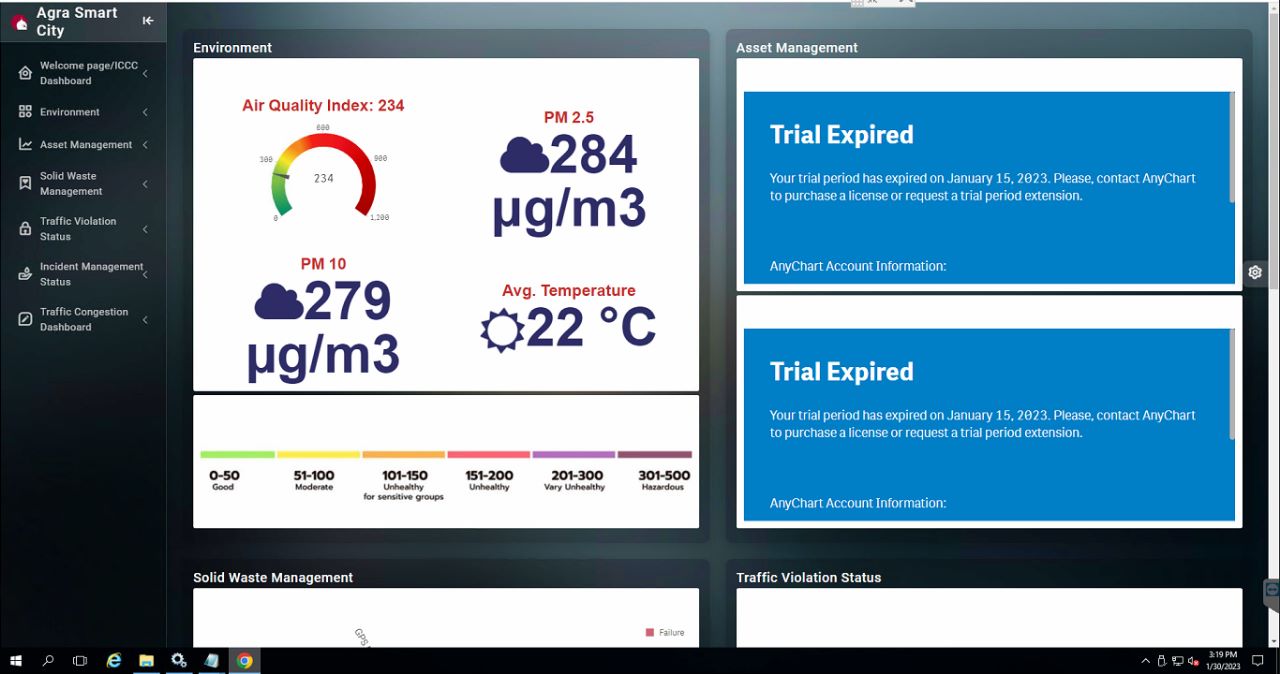 Agra Smart
City
Welcome page/ICCC
Dashboard
Environment
Asset Management
Solid Waste
Management
Traffic Violation
Status
Incident Management
Status
Traffic Congestion
Dashboard
Environment
Air Quality Index: 234
600
300
900
234
0
1,200
PM 2.5
284
µg/m3
PM 10
279
µg/m3
Avg. Temperature
22 °C
0-50
Good
51-100
Moderate
101-150
Unhealthy
for sensitive groups
151-200
Unhealthy
201-300
Vary Unhealthy
301-500
Hazardous
Asset Management
Trial Expired
Your trial period has expired on January 15, 2023. Please, contact AnyChart
to purchase a license or request a trial period extension.
AnyChart Account Information:
Trial Expired
Your trial period has expired on January 15, 2023. Please, contact AnyChart
to purchase a license or request a trial period extension.
AnyChart Account Information:
Solid Waste Management
GPS
Failure
Traffic Violation Status
3:19 PM
1/30/2023